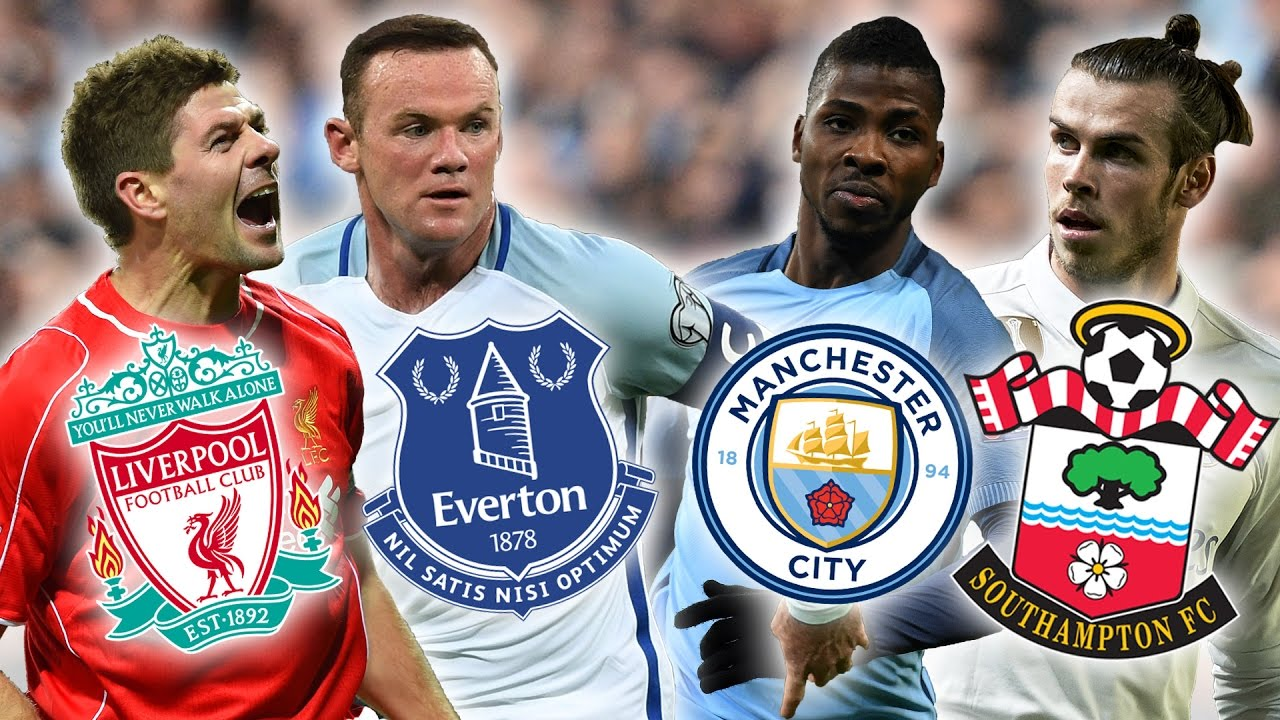 YOU'LL NEVER WALK ALONE
LIVERPOOL
FOOTBALL CLUB
EST·1892
L.F.C.
Everton
1878
NIL SATIS NISI OPTIMUM
MANCHESTER
18 94
CITY
SOUTHAMPTON FC